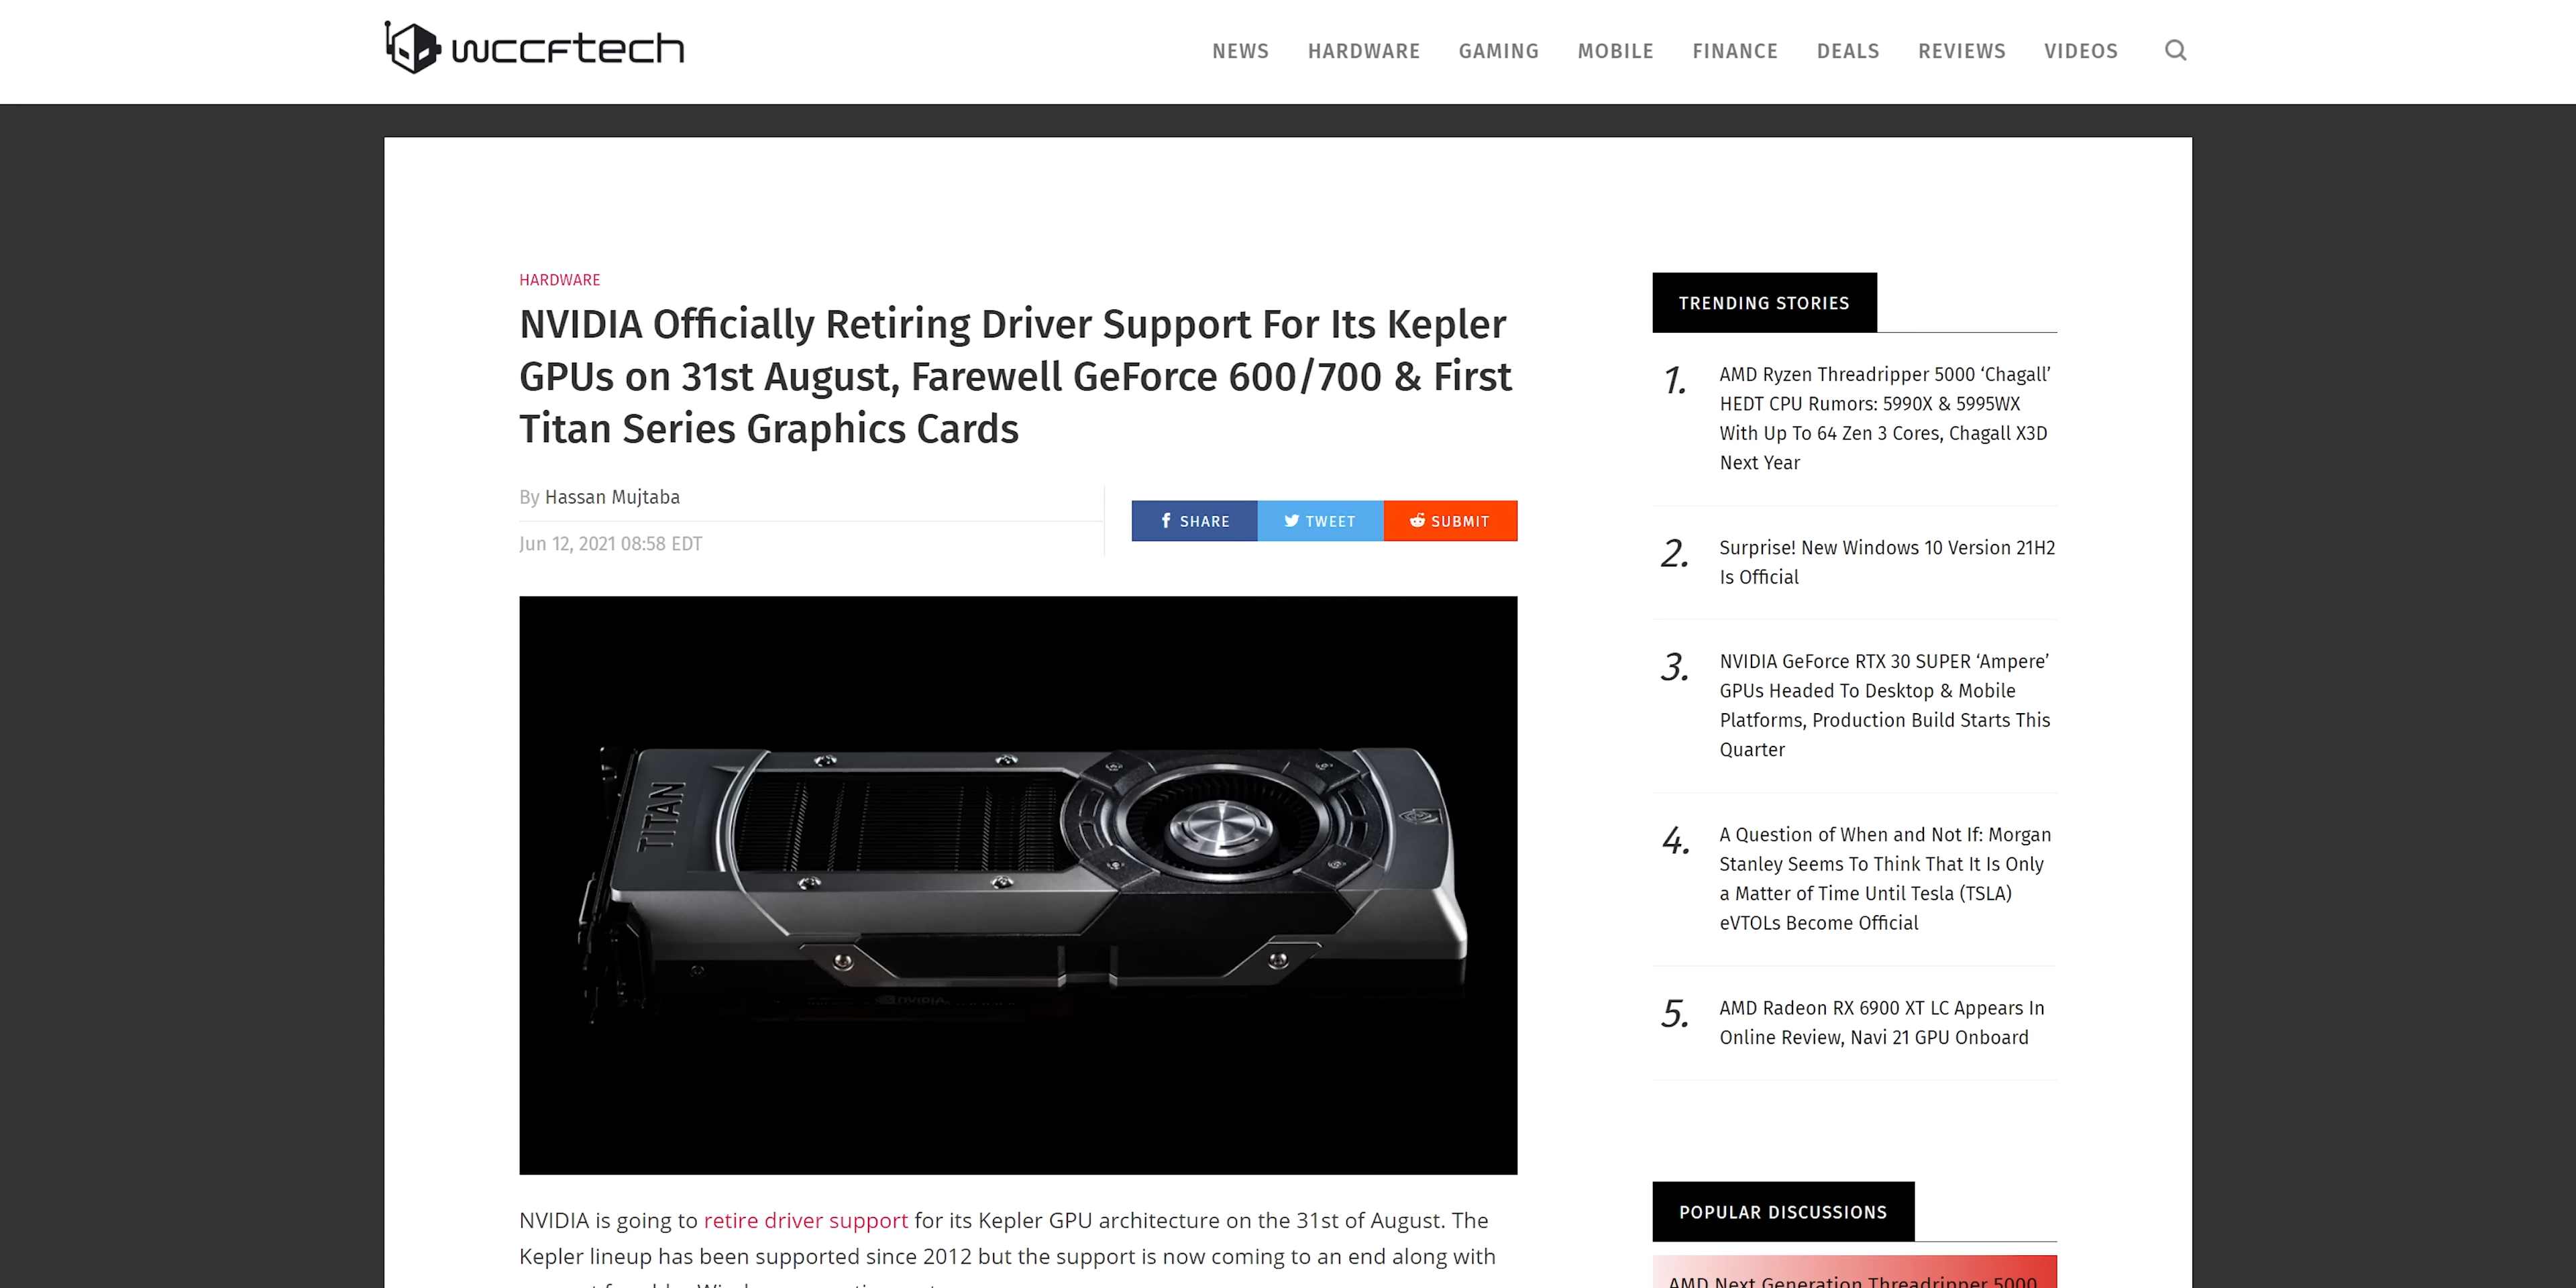 wccftech
NEWS HARDWARE GAMING MOBILE FINANCE DEALS REVIEWS VIDEOS
HARDWARE
NVIDIA Officially Retiring Driver Support For Its Kepler
GPUs on 31st August, Farewell GeForce 600/700 & First
Titan Series Graphics Cards
By Hassan Mujtaba
Jun 12, 2021 08:58 EDT
SHARE TWEET SUBMIT
TITAN
NVIDIA
NVIDIA is going to retire driver support for its Kepler GPU architecture on the 31st of August. The
Kepler lineup has been supported since 2012 but the support is now coming to an end along with
TRENDING STORIES
1.
AMD Ryzen Threadripper 5000 ‘Chagall’
HEDT CPU Rumors: 5990X & 5995WX
With Up To 64 Zen 3 Cores, Chagall X3D
Next Year
2.
Surprise! New Windows 10 Version 21H2
Is Official
3.
NVIDIA GeForce RTX 30 SUPER ‘Ampere’
GPUs Headed To Desktop & Mobile
Platforms, Production Build Starts This
Quarter
4.
A Question of When and Not If: Morgan
Stanley Seems To Think That It Is Only
a Matter of Time Until Tesla (TSLA)
eVTOLs Become Official
5.
AMD Radeon RX 6900 XT LC Appears In
Online Review, Navi 21 GPU Onboard
POPULAR DISCUSSIONS
AMD Next Generation Threadripper 5000